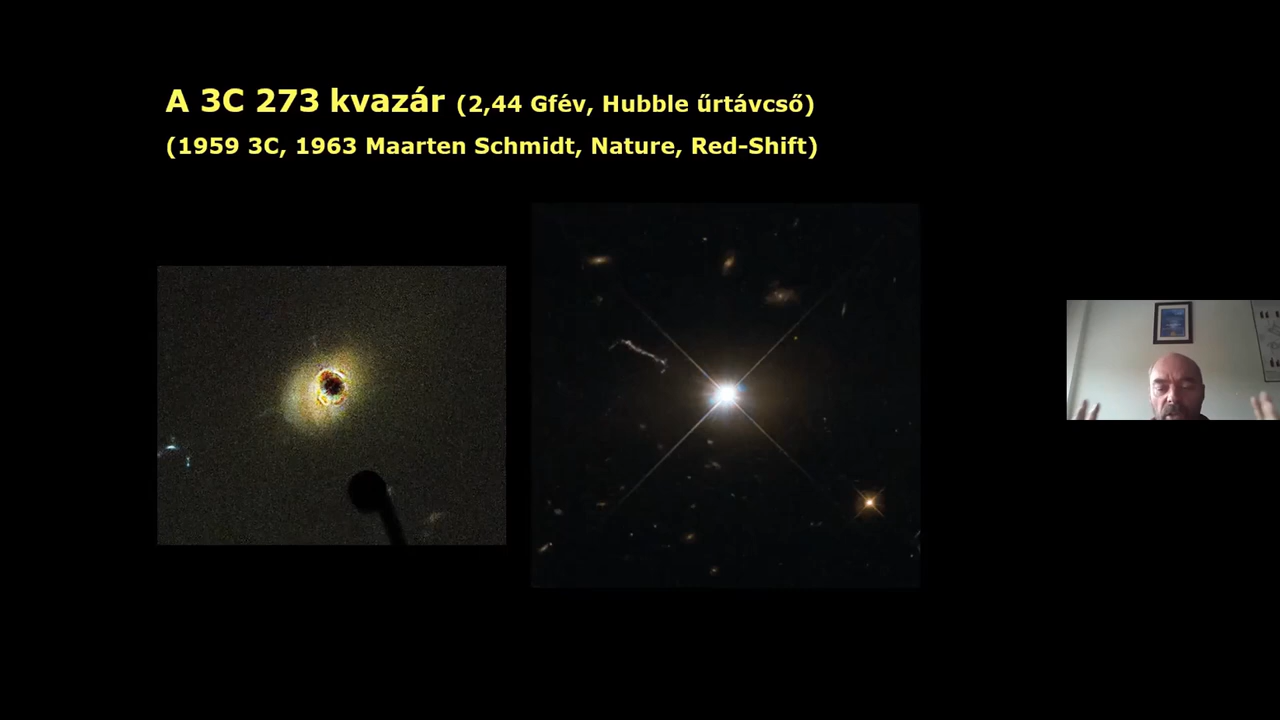 A 3C 273 kvazár (2,44 Gfév, Hubble űrtávcső)
(1959 3C, 1963 Maarten Schmidt, Nature, Red-Shift)